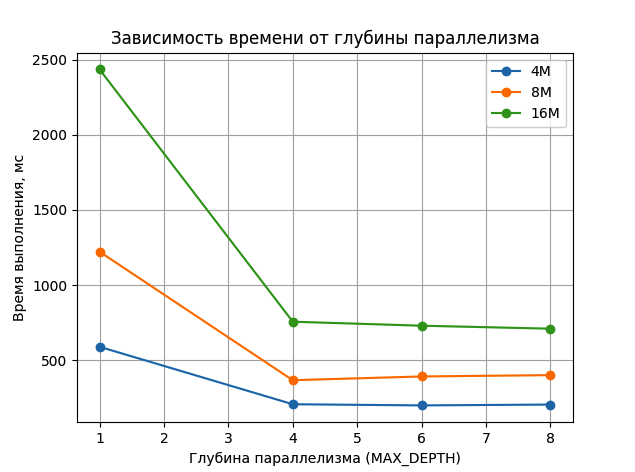 Зависимость времени от глубины параллелизма
Время выполнения, мс
2500
2000
1500
1000
500
4M
8M
16M
1 2 3 4 5 6 7 8
Глубина параллелизма (MAX_DEPTH)